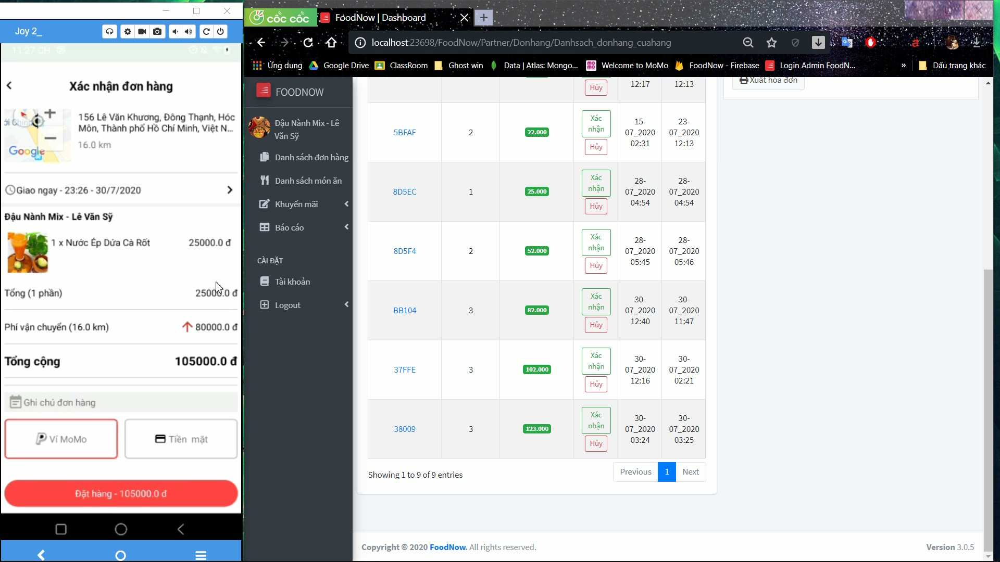 Joy 2_
11:27 CH
Xác nhận đơn hàng
156 Lê Văn Khương, Đông Thạnh, Hóc
Môn, Thành phố Hồ Chí Minh, Việt N...
16.0 km
Google
Giao ngay - 23:26 - 30/7/2020
Đậu Nành Mix - Lê Văn Sỹ
1 x Nước Ép Dứa Cà Rốt 25000.0 đ
Tổng (1 phần) 25000.0 đ
Phí vận chuyển (16.0 km) 80000.0 đ
Tổng cộng 105000.0 đ
Ghi chú đơn hàng
Ví MoMo Tiền mặt
Đặt hàng - 105000.0 đ
cốc cốc FoodNow | Dashboard
localhost:23698/FoodNow/Partner/Donhang/Danhsach_donhang_cuahang
Ứng dụng Google Drive ClassRoom Ghost win Data | Atlas: Mongo... Welcome to MoMo FoodNow - Firebase Login Admin FoodN... » Dấu trang khác
FOODNOW
Đậu Nành Mix - Lê
Văn Sỹ
Danh sách đơn hàng
Danh sách món ăn
Khuyến mãi
Báo cáo
CÀI ĐẶT
Tài khoản
Logout
Hủy 12:17 12:13
Xuất hóa đơn
5BFAF 2 22.000 Xác nhận Hủy 15-07_2020 02:31 23-07_2020 12:13
8D5EC 1 25.000 Xác nhận Hủy 28-07_2020 04:54 28-07_2020 04:54
8D5F4 2 52.000 Xác nhận Hủy 28-07_2020 05:45 28-07_2020 05:46
BB104 3 82.000 Xác nhận Hủy 30-07_2020 12:40 30-07_2020 11:47
37FFE 3 102.000 Xác nhận Hủy 30-07_2020 12:16 30-07_2020 02:21
38009 3 123.000 Xác nhận Hủy 30-07_2020 03:24 30-07_2020 03:25
Showing 1 to 9 of 9 entries
Previous 1 Next
Copyright © 2020 FoodNow. All rights reserved.
Version 3.0.5